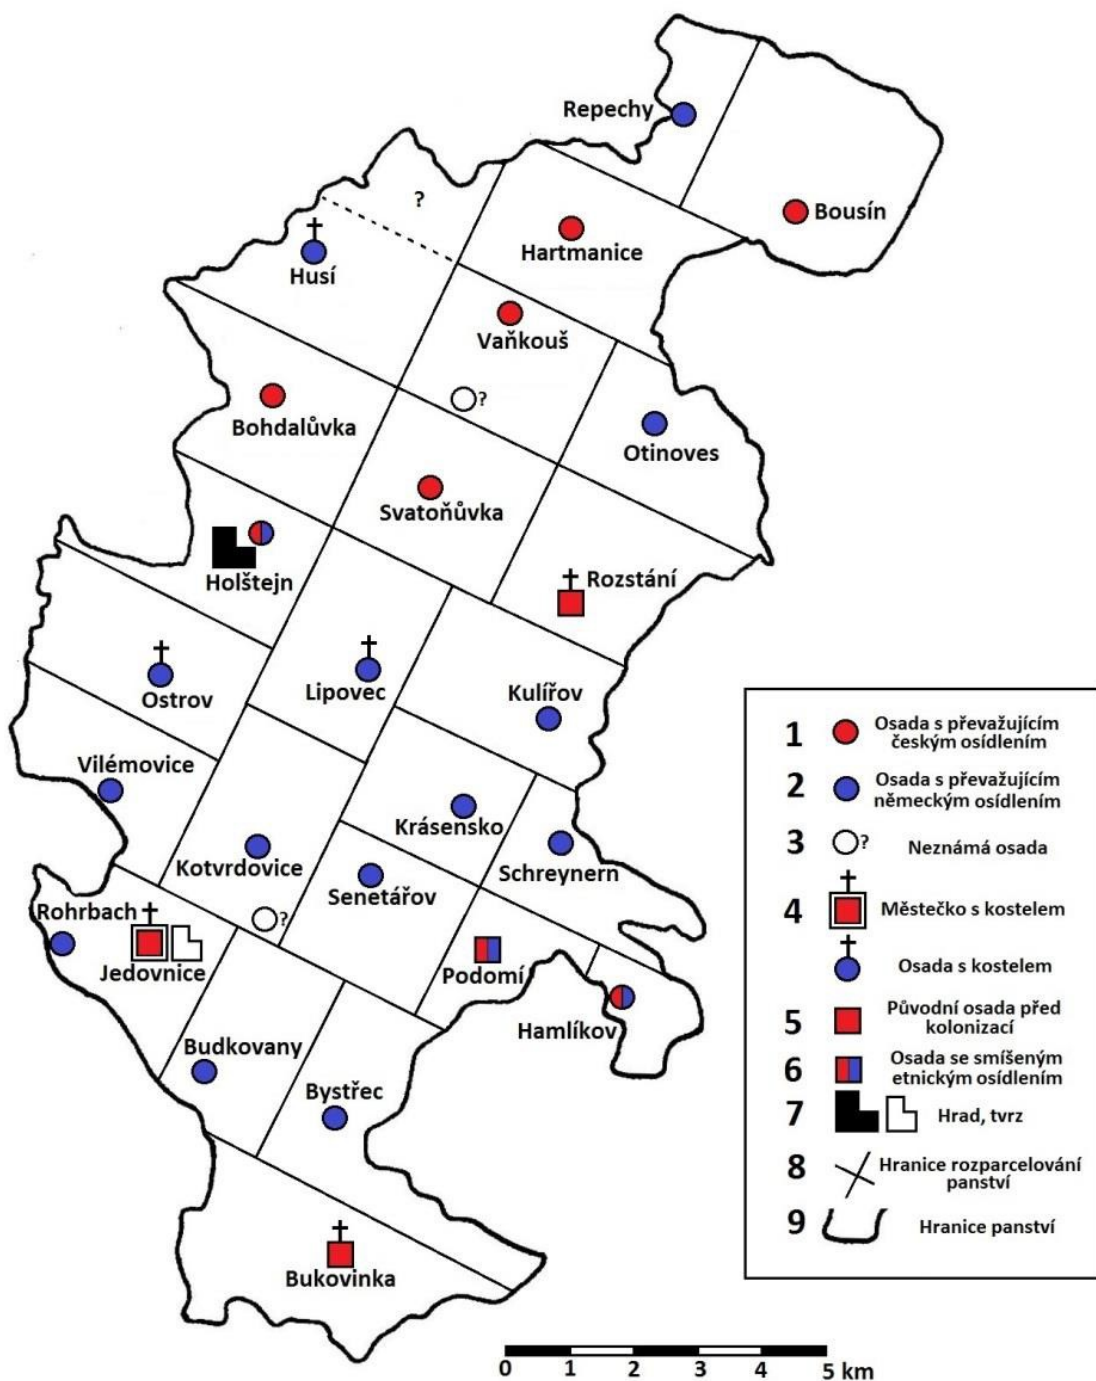 Repechy
Bousín
?
Hartmanice
Husí
Vaňkouš
?
Bohdalůvka
Otinoves
Svatoňůvka
Holštejn
Rozstání
Ostrov
Lipovec
Kulířov
Vilémovice
Krásensko
Kotvrdovice
Schreynern
Senetářov
?
Rohrbach
Jedovnice
Podomí
Hamlíkov
Budkovany
Bystřec
Bukovinka
1 Osada s převažujícím
českým osídlením
2 Osada s převažujícím
německým osídlením
3 ? Neznámá osada
4 Městečko s kostelem
Osada s kostelem
5 Původní osada před
kolonizací
6 Osada se smíšeným
etnickým osídlením
7 Hrad, tvrz
8 Hranice rozparcelování
panství
9 Hranice panství
0 1 2 3 4 5 km